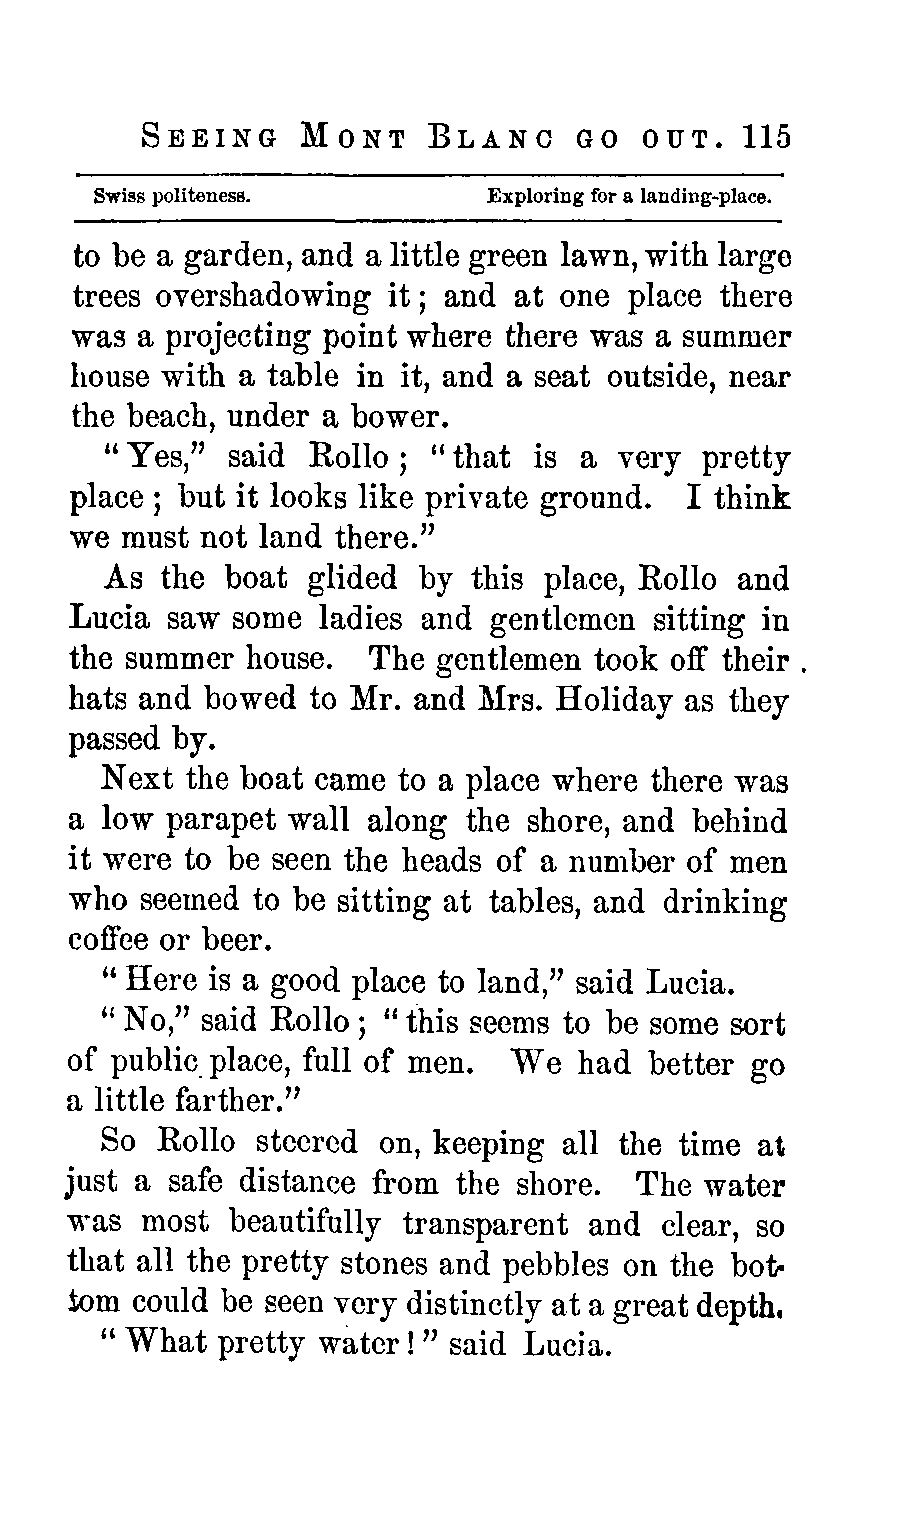 SEEING MONT BLANC GO OUT. 115
Swiss politeness. Exploring for a landing-place.
to be a garden, and a little green lawn, with large
trees overshadowing it; and at one place there
was a projecting point where there was a summer
house with a table in it, and a seat outside, near
the beach, under a bower.
"Yes," said Rollo; "that is a very pretty
place; but it looks like private ground. I think
we must not land there."
As the boat glided by this place, Rollo and
Lucia saw some ladies and gentlemen sitting in
the summer house. The gentlemen took off their
hats and bowed to Mr. and Mrs. Holiday as they
passed by.
Next the boat came to a place where there was
a low parapet wall along the shore, and behind
it were to be seen the heads of a number of men
who seemed to be sitting at tables, and drinking
coffee or beer.
"Here is a good place to land," said Lucia.
"No," said Rollo; "this seems to be some sort
of public place, full of men. We had better go
a little farther."
So Rollo steered on, keeping all the time at
just a safe distance from the shore. The water
was most beautifully transparent and clear, so
that all the pretty stones and pebbles on the bot-
tom could be seen very distinctly at a great depth.
"What pretty water!" said Lucia.